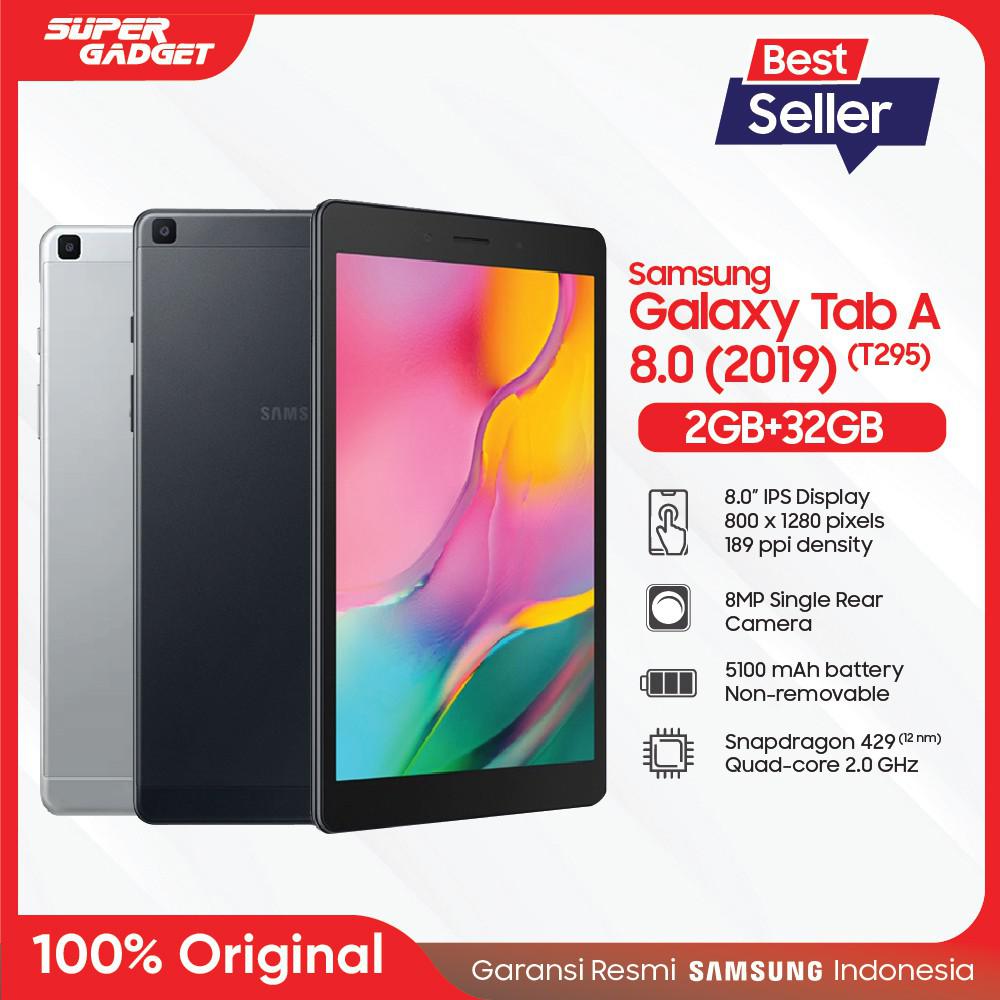 SUPER
GADGET
Best
Seller
SAMS
Samsung
Galaxy Tab A
8.0 (2019) (T295)
2GB+32GB
8.0” IPS Display
800 x 1280 pixels
189 ppi density
8MP Single Rear
Camera
5100 mAh battery
Non-removable
Snapdragon 429 (12 nm)
Quad-core 2.0 GHz
100% Original
Garansi Resmi SAMSUNG Indonesia